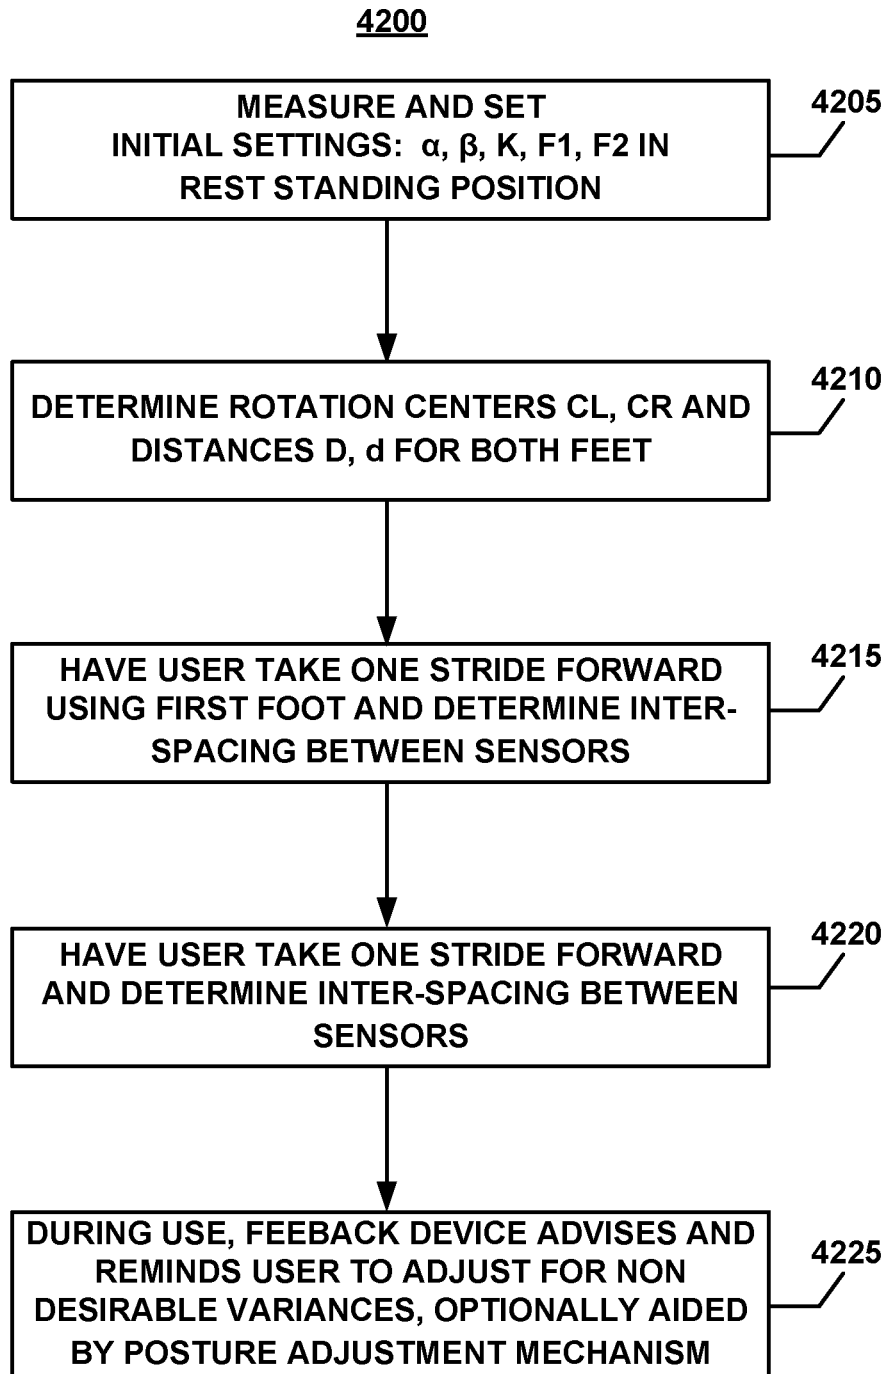 4200
MEASURE AND SET
INITIAL SETTINGS: α, β, K, F1, F2 IN
REST STANDING POSITION
4205
DETERMINE ROTATION CENTERS CL, CR AND
DISTANCES D, d FOR BOTH FEET
4210
HAVE USER TAKE ONE STRIDE FORWARD
USING FIRST FOOT AND DETERMINE INTER-
SPACING BETWEEN SENSORS
4215
HAVE USER TAKE ONE STRIDE FORWARD
AND DETERMINE INTER-SPACING BETWEEN
SENSORS
4220
DURING USE, FEEBACK DEVICE ADVISES AND
REMINDS USER TO ADJUST FOR NON
DESIRABLE VARIANCES, OPTIONALLY AIDED
BY POSTURE ADJUSTMENT MECHANISM
4225